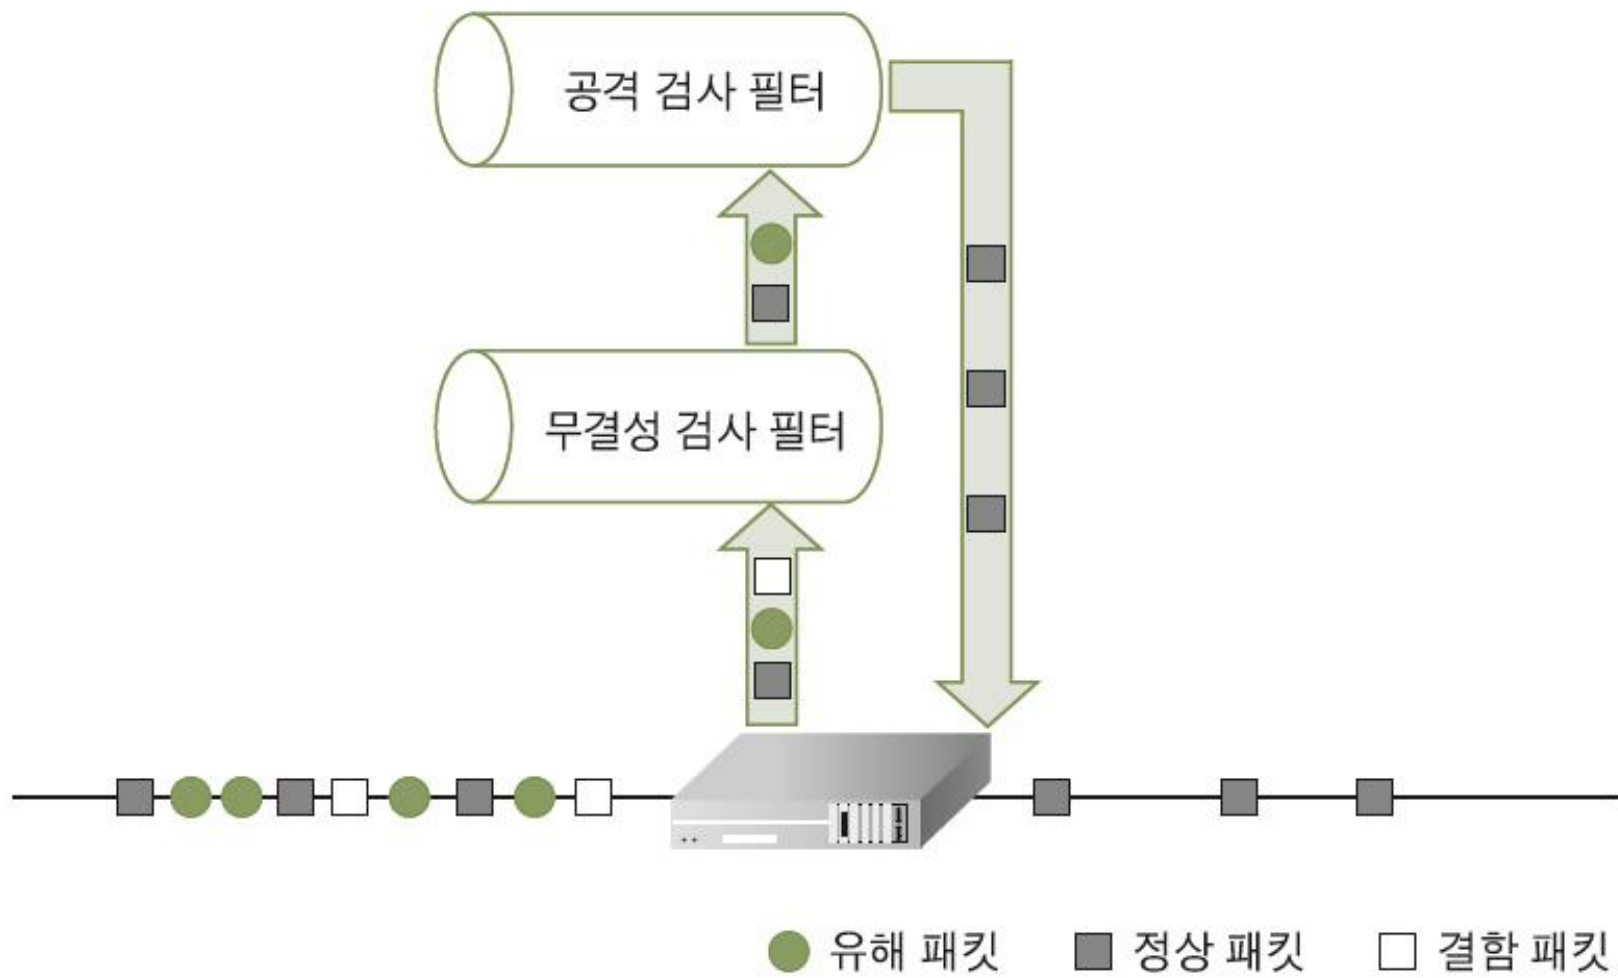 공격 검사 필터
무결성 검사 필터
유해 패킷
정상 패킷
결함 패킷